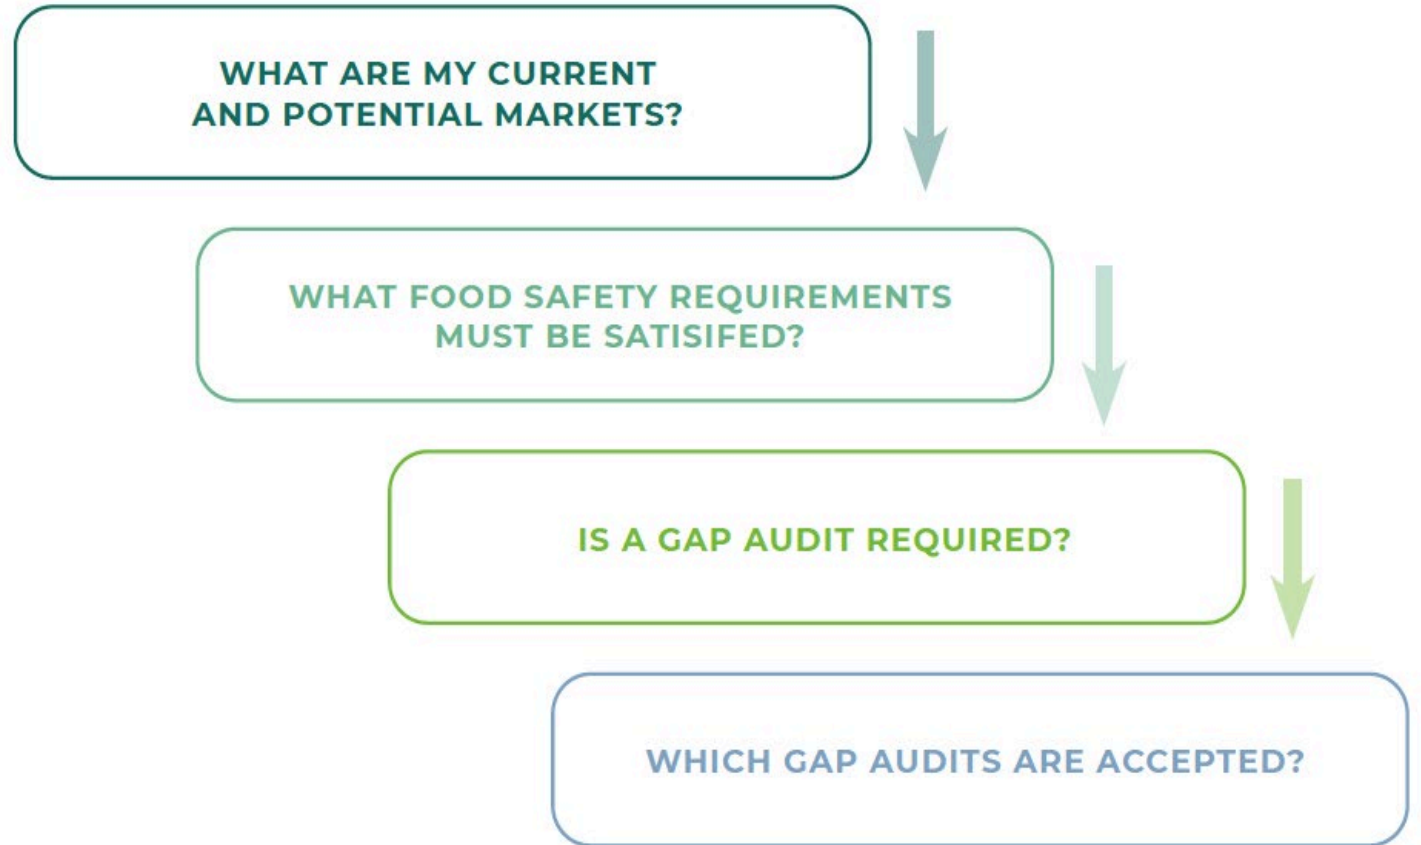 WHAT ARE MY CURRENT
AND POTENTIAL MARKETS?
WHAT FOOD SAFETY REQUIREMENTS
MUST BE SATISIFED?
IS A GAP AUDIT REQUIRED?
WHICH GAP AUDITS ARE ACCEPTED?